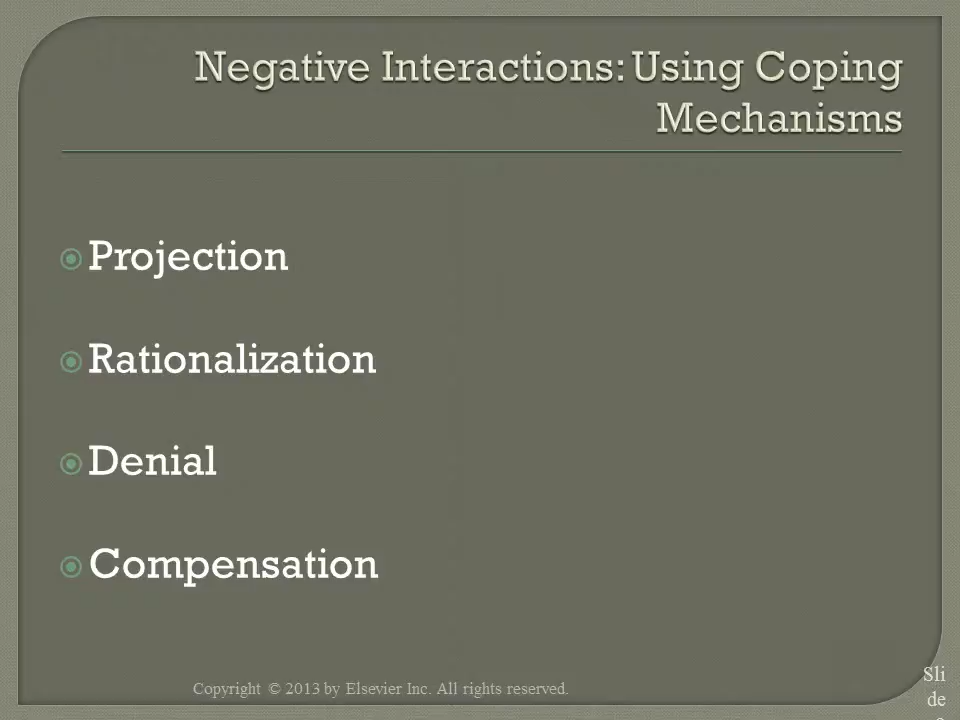 Negative Interactions: Using Coping
Mechanisms
Projection
Rationalization
Denial
Compensation
Copyright © 2013 by Elsevier Inc. All rights reserved.
Sli
de